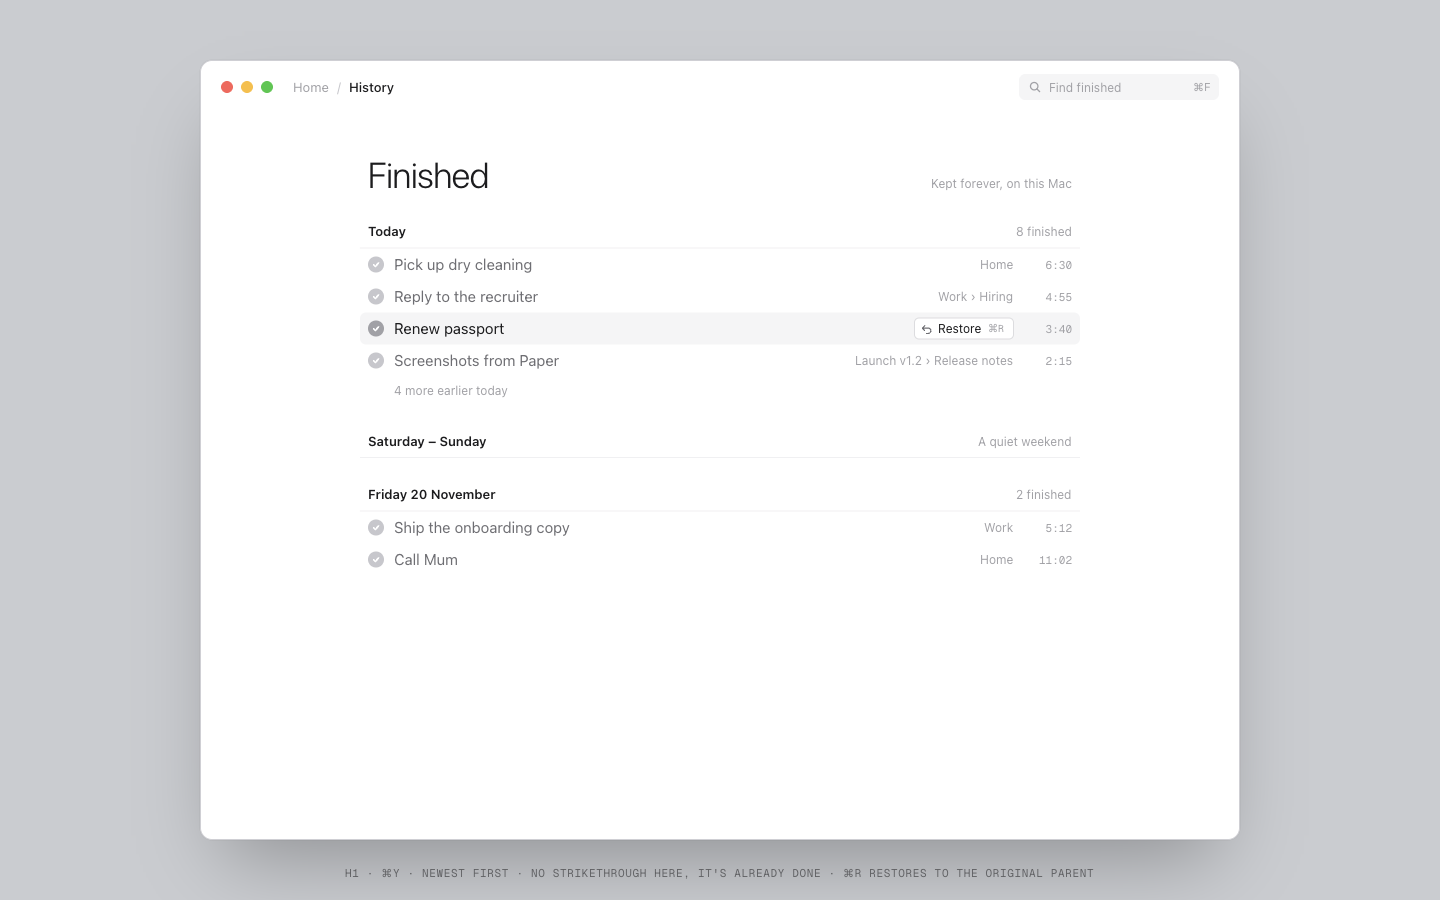 Home / History
Find finished ⌘F
Finished
Kept forever, on this Mac
Today 8 finished
Pick up dry cleaning Home 6:30
Reply to the recruiter Work › Hiring 4:55
Renew passport Restore ⌘R 3:40
Screenshots from Paper Launch v1.2 › Release notes 2:15
4 more earlier today
Saturday – Sunday A quiet weekend
Friday 20 November 2 finished
Ship the onboarding copy Work 5:12
Call Mum Home 11:02
H1 · ⌘Y · NEWEST FIRST · NO STRIKETHROUGH HERE, IT'S ALREADY DONE · ⌘R RESTORES TO THE ORIGINAL PARENT